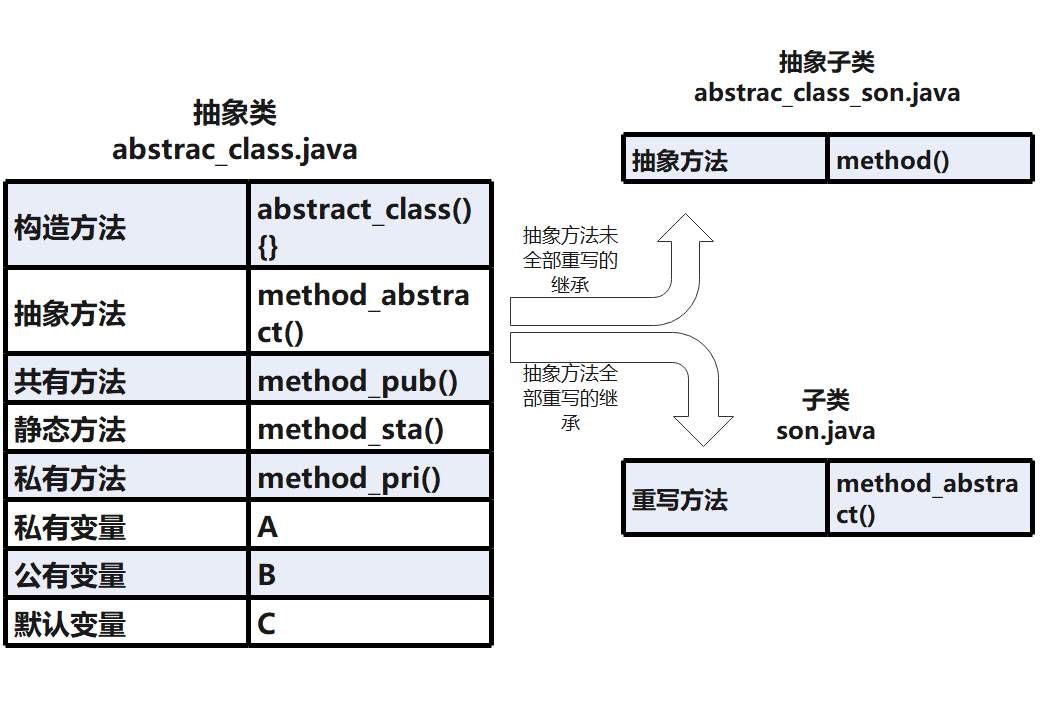 抽象类
abstrac_class.java
构造方法
abstract_class()
{}
抽象方法
method_abstra
ct()
共有方法
method_pub()
静态方法
method_sta()
私有方法
method_pri()
私有变量
A
公有变量
B
默认变量
C
抽象方法未
全部重写的
继承
抽象方法全
部重写的继
承
抽象子类
abstrac_class_son.java
抽象方法
method()
子类
son.java
重写方法
method_abstra
ct()